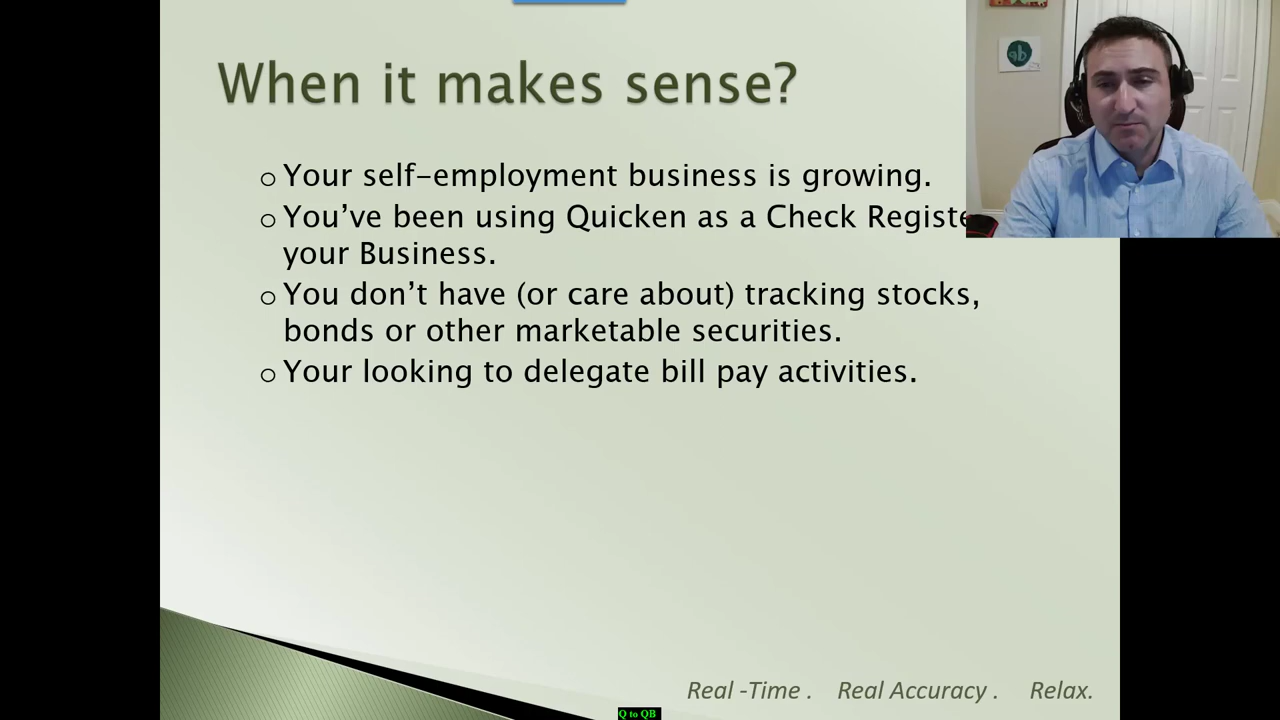 When it makes sense?
Your self-employment business is growing.
You've been using Quicken as a Check
your Business.
You don't have (or care about) tracking stocks,
bonds or other marketable securities.
Your looking to delegate bill pay activities.
qb
Real -Time .    Real Accuracy .    Relax.
Q to QB